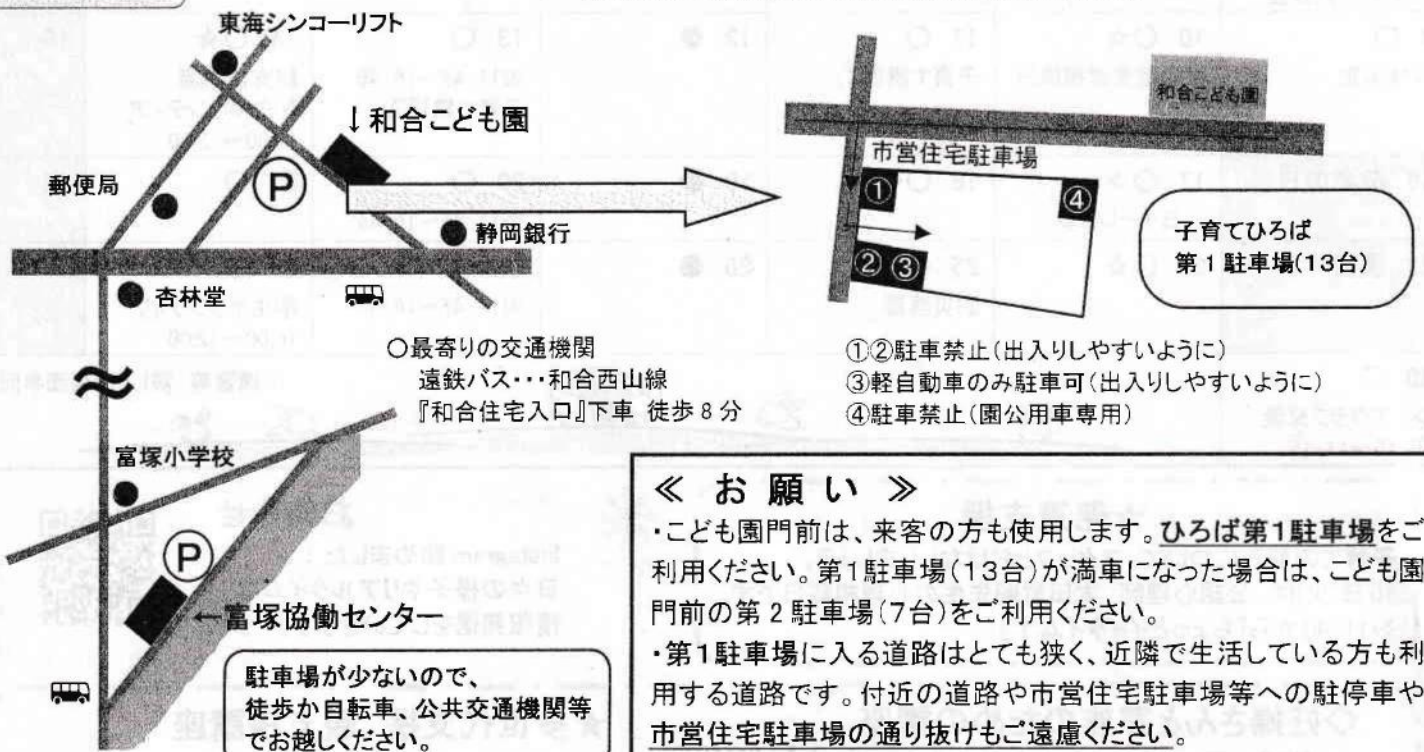 東海シンコーリフト
↓和合こども園
P
郵便局
静岡銀行
杏林堂
○最寄りの交通機関
遠鉄バス・・・和合西山線
『和合住宅入口』下車 徒歩8分
富塚小学校
P
←富塚協働センター
駐車場が少ないので、
徒歩か自転車、公共交通機関等
でお越しください。
和合こども園
市営住宅駐車場
①
④
②③
子育てひろば
第1駐車場(13台)
①②駐車禁止(出入りしやすいように)
③軽自動車のみ駐車可(出入りしやすいように)
④駐車禁止(園公用車専用)
≪ お 願 い ≫
・こども園門前は、来客の方も使用します。ひろば第1駐車場をご
利用ください。第1駐車場(13台)が満車になった場合は、こども園
門前の第2駐車場(7台)をご利用ください。
・第1駐車場に入る道路はとても狭く、近隣で生活している方も利
用する道路です。付近の道路や市営住宅駐車場等への駐停車や
市営住宅駐車場の通り抜けもご遠慮ください。